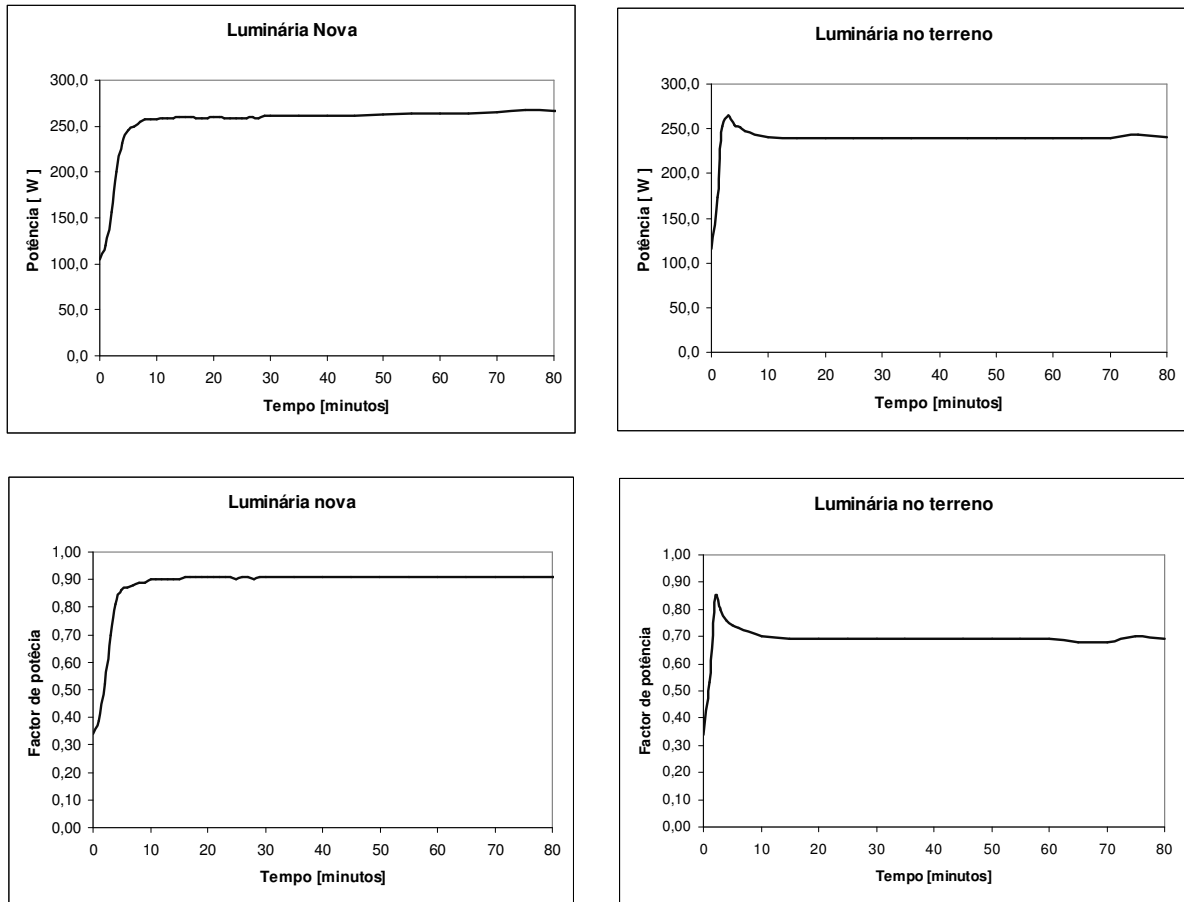 Luminária Nova
Potência [ W ]
300,0
250,0
200,0
150,0
100,0
50,0
0,0
0 10 20 30 40 50 60 70 80
Tempo [minutos]
Luminária no terreno
Potência [ W ]
300,0
250,0
200,0
150,0
100,0
50,0
0,0
0 10 20 30 40 50 60 70 80
Tempo [minutos]
Luminária nova
Factor de potêcia
1,00
0,90
0,80
0,70
0,60
0,50
0,40
0,30
0,20
0,10
0,00
0 10 20 30 40 50 60 70 80
Tempo [minutos]
Luminária no terreno
Factor de potência
1,00
0,90
0,80
0,70
0,60
0,50
0,40
0,30
0,20
0,10
0,00
0 10 20 30 40 50 60 70 80
Tempo [minutos]